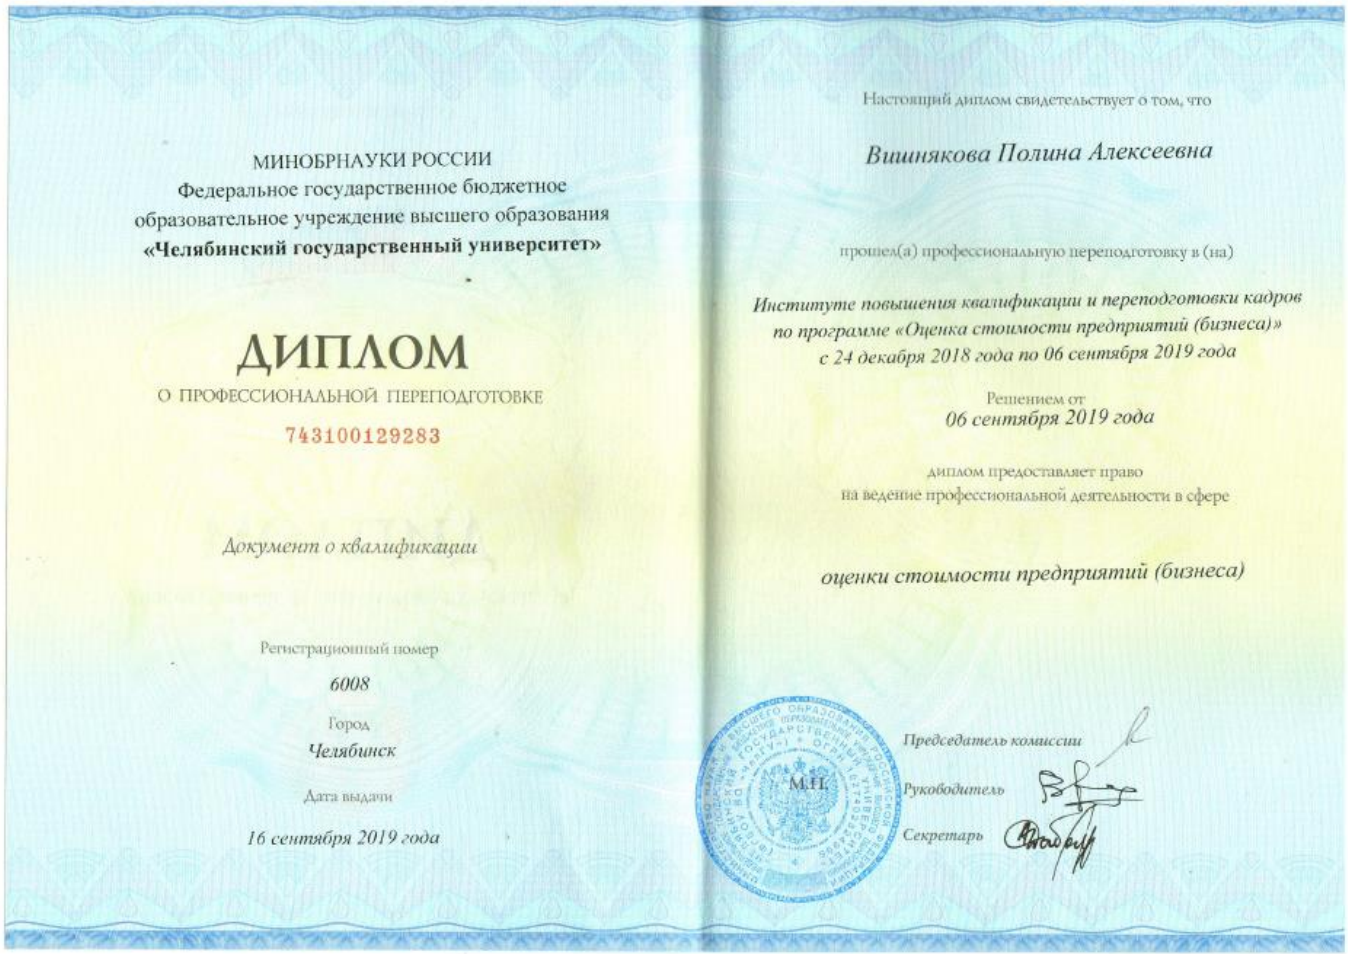 МИНОБРНАУКИ РОССИИ
Федеральное государственное бюджетное
образовательное учреждение высшего образования
«Челябинский государственный университет»
ДИПЛОМ
О ПРОФЕССИОНАЛЬНОЙ ПЕРЕПОДГОТОВКЕ
743100129283
Документ о квалификации
Регистрационный номер
6008
Город
Челябинск
Дата выдачи
16 сентября 2019 года
Настоящий диплом свидетельствует о том, что
Вишнякова Полина Алексеевна
прошел(а) профессиональную переподготовку в (на)
Институте повышения квалификации и переподготовки кадров
по программе «Оценка стоимости предприятий (бизнеса)»
с 24 декабря 2018 года по 06 сентября 2019 года
Решением от
06 сентября 2019 года
диплом предоставляет право
на ведение профессиональной деятельности в сфере
оценки стоимости предприятий (бизнеса)
М.П.
Председатель комиссии
Руководитель
Секретарь